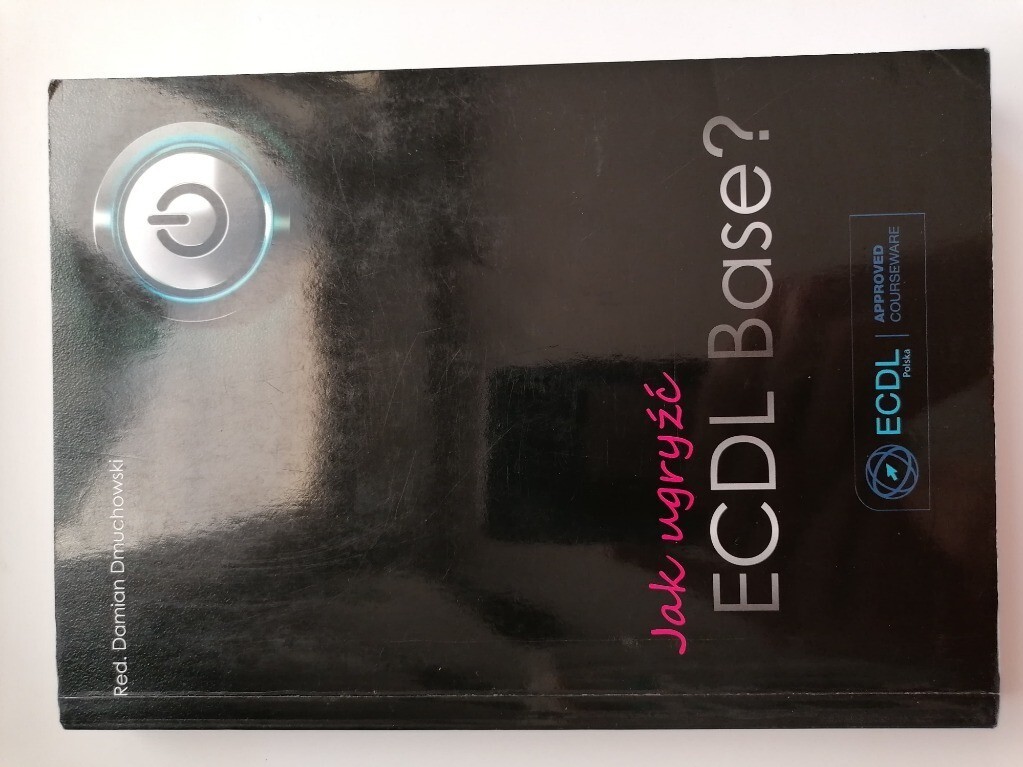 Red. Damian Dmuchowski
Jak ugryźć
ECDL Base?
ECDL
Polska
APPROVED
COURSEWARE